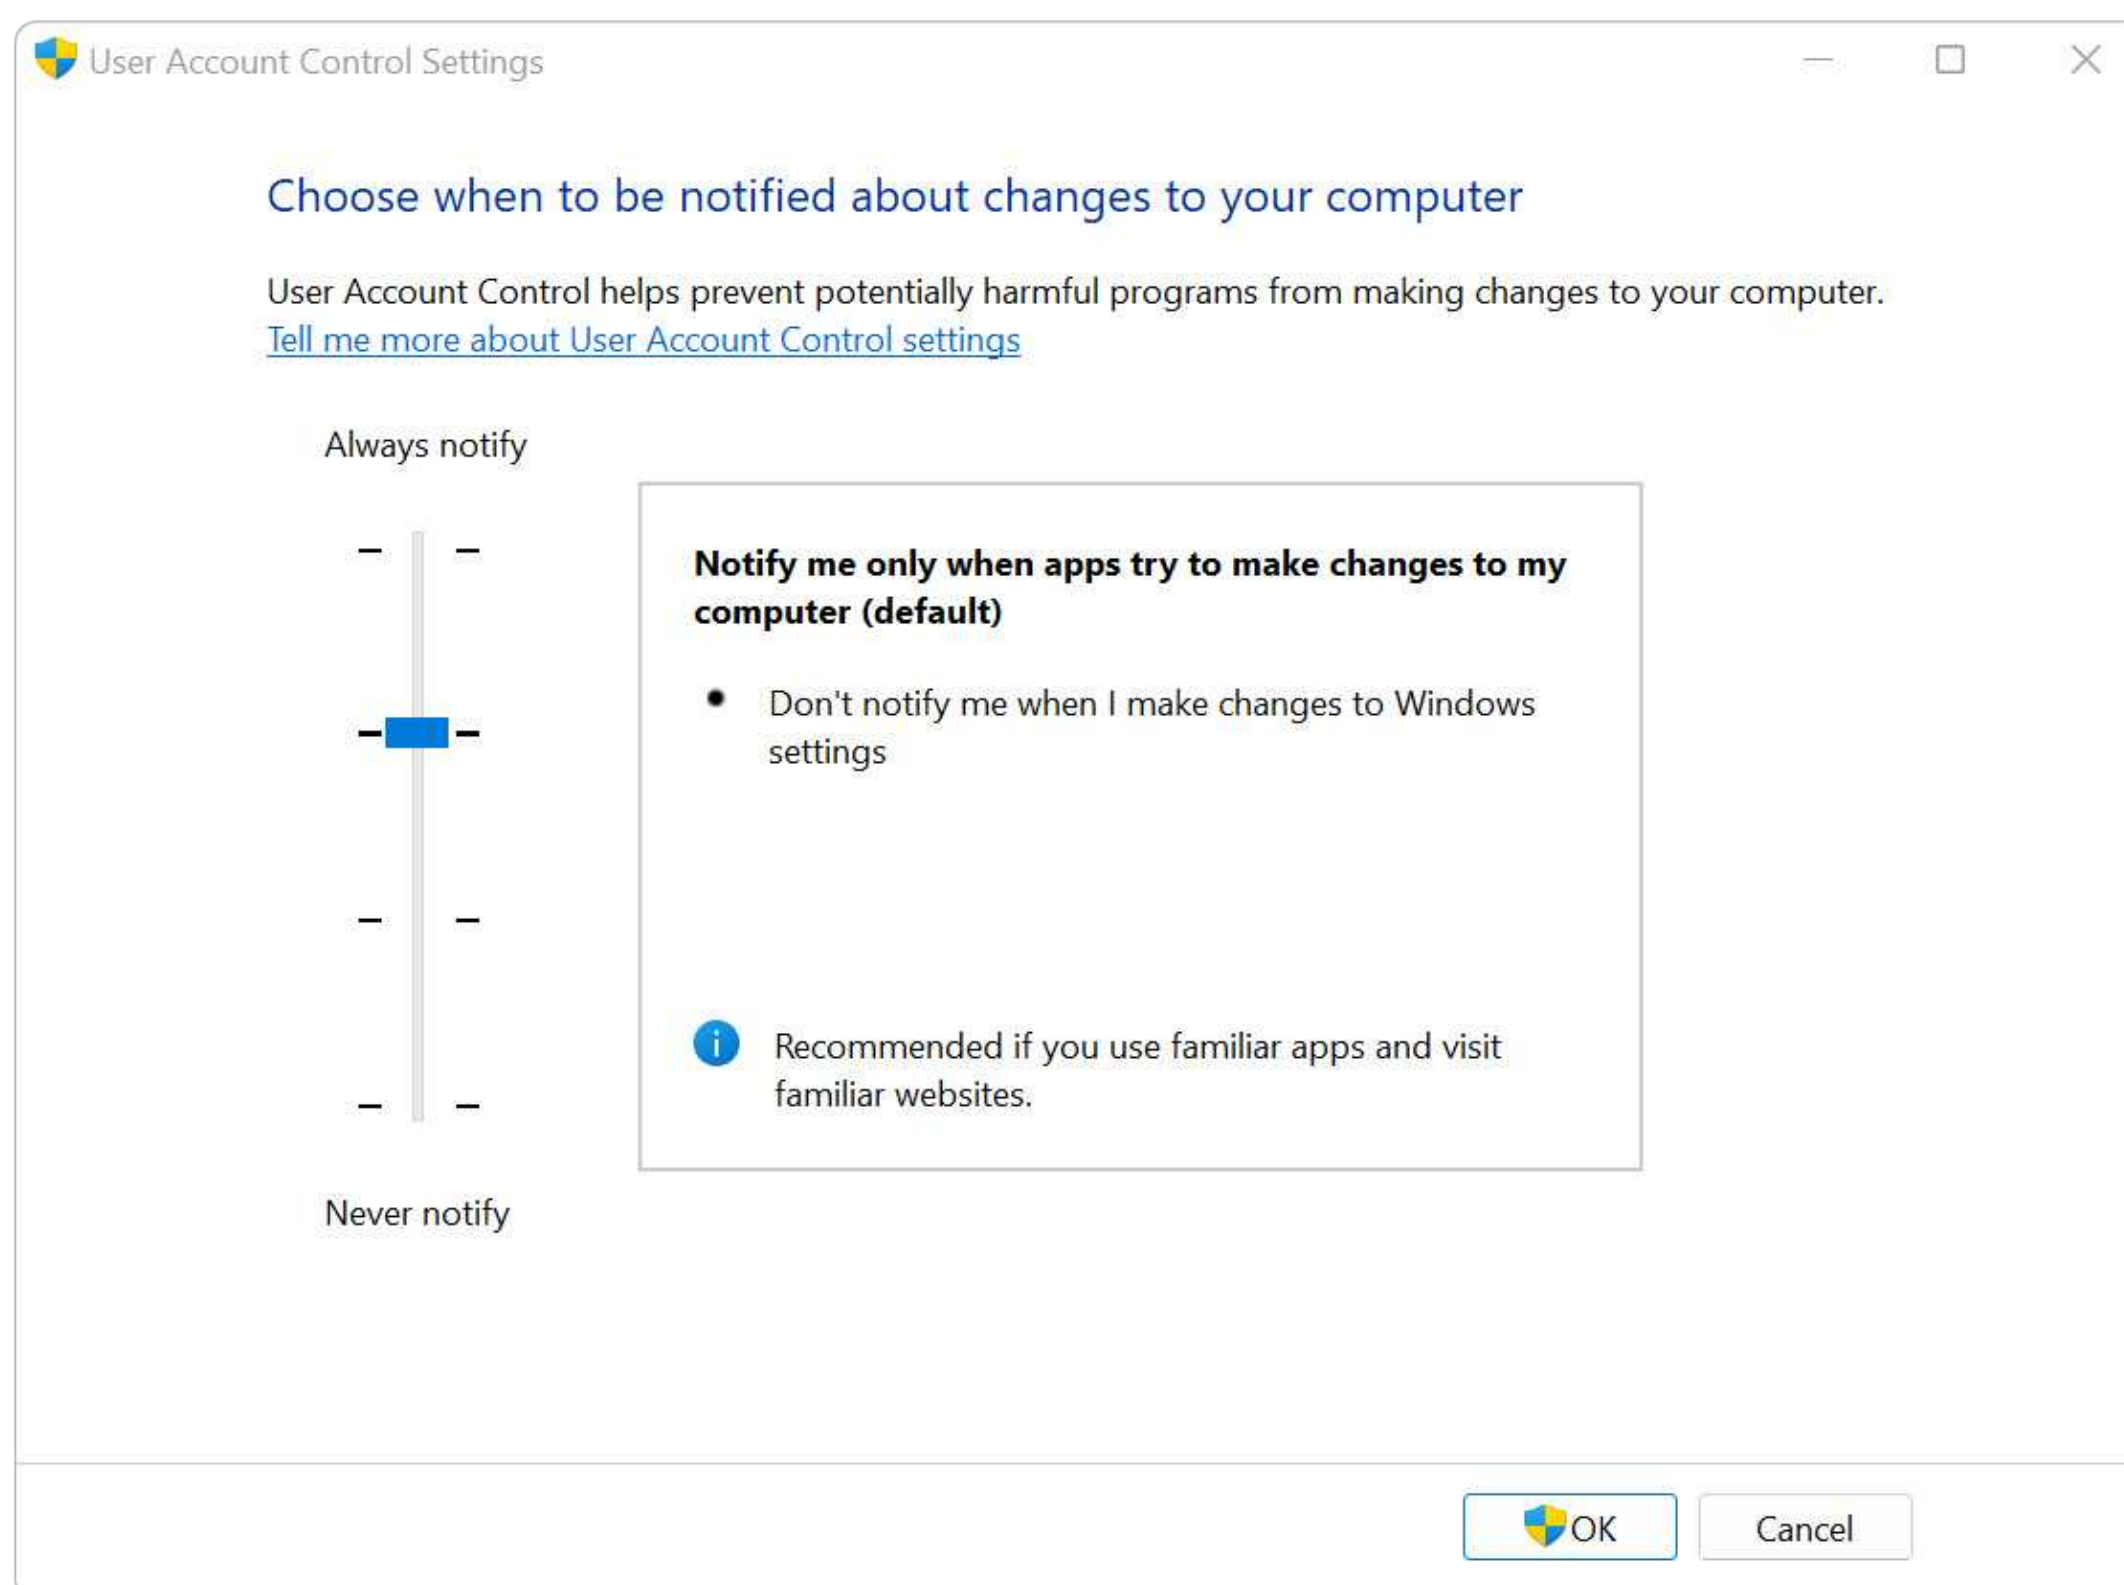 User Account Control Settings
Choose when to be notified about changes to your computer
User Account Control helps prevent potentially harmful programs from making changes to your computer.
Tell me more about User Account Control settings
Always notify
Notify me only when apps try to make changes to my
computer (default)
Don't notify me when I make changes to Windows
settings
Recommended if you use familiar apps and visit
familiar websites.
Never notify
OK
Cancel